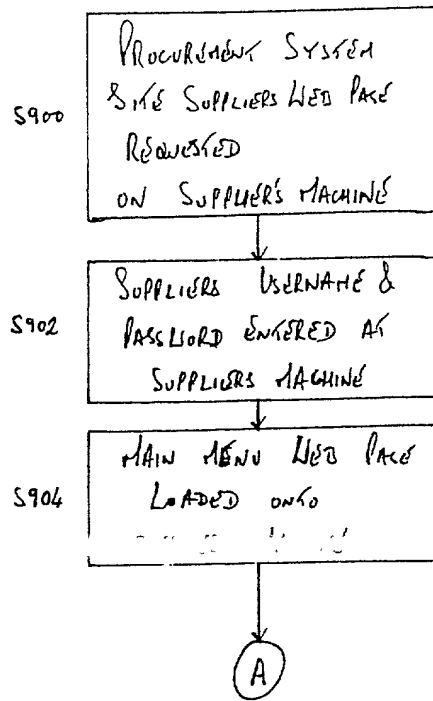 S900
PROCUREMENT SYSTEM
SITE SUPPLIERS WEB PAGE
REQUESTED
ON SUPPLIER'S MACHINE
S902
SUPPLIERS USERNAME &
PASSWORD ENTERED AT
SUPPLIERS MACHINE
S904
MAIN MENU WEB PAGE
LOADED ONTO
A